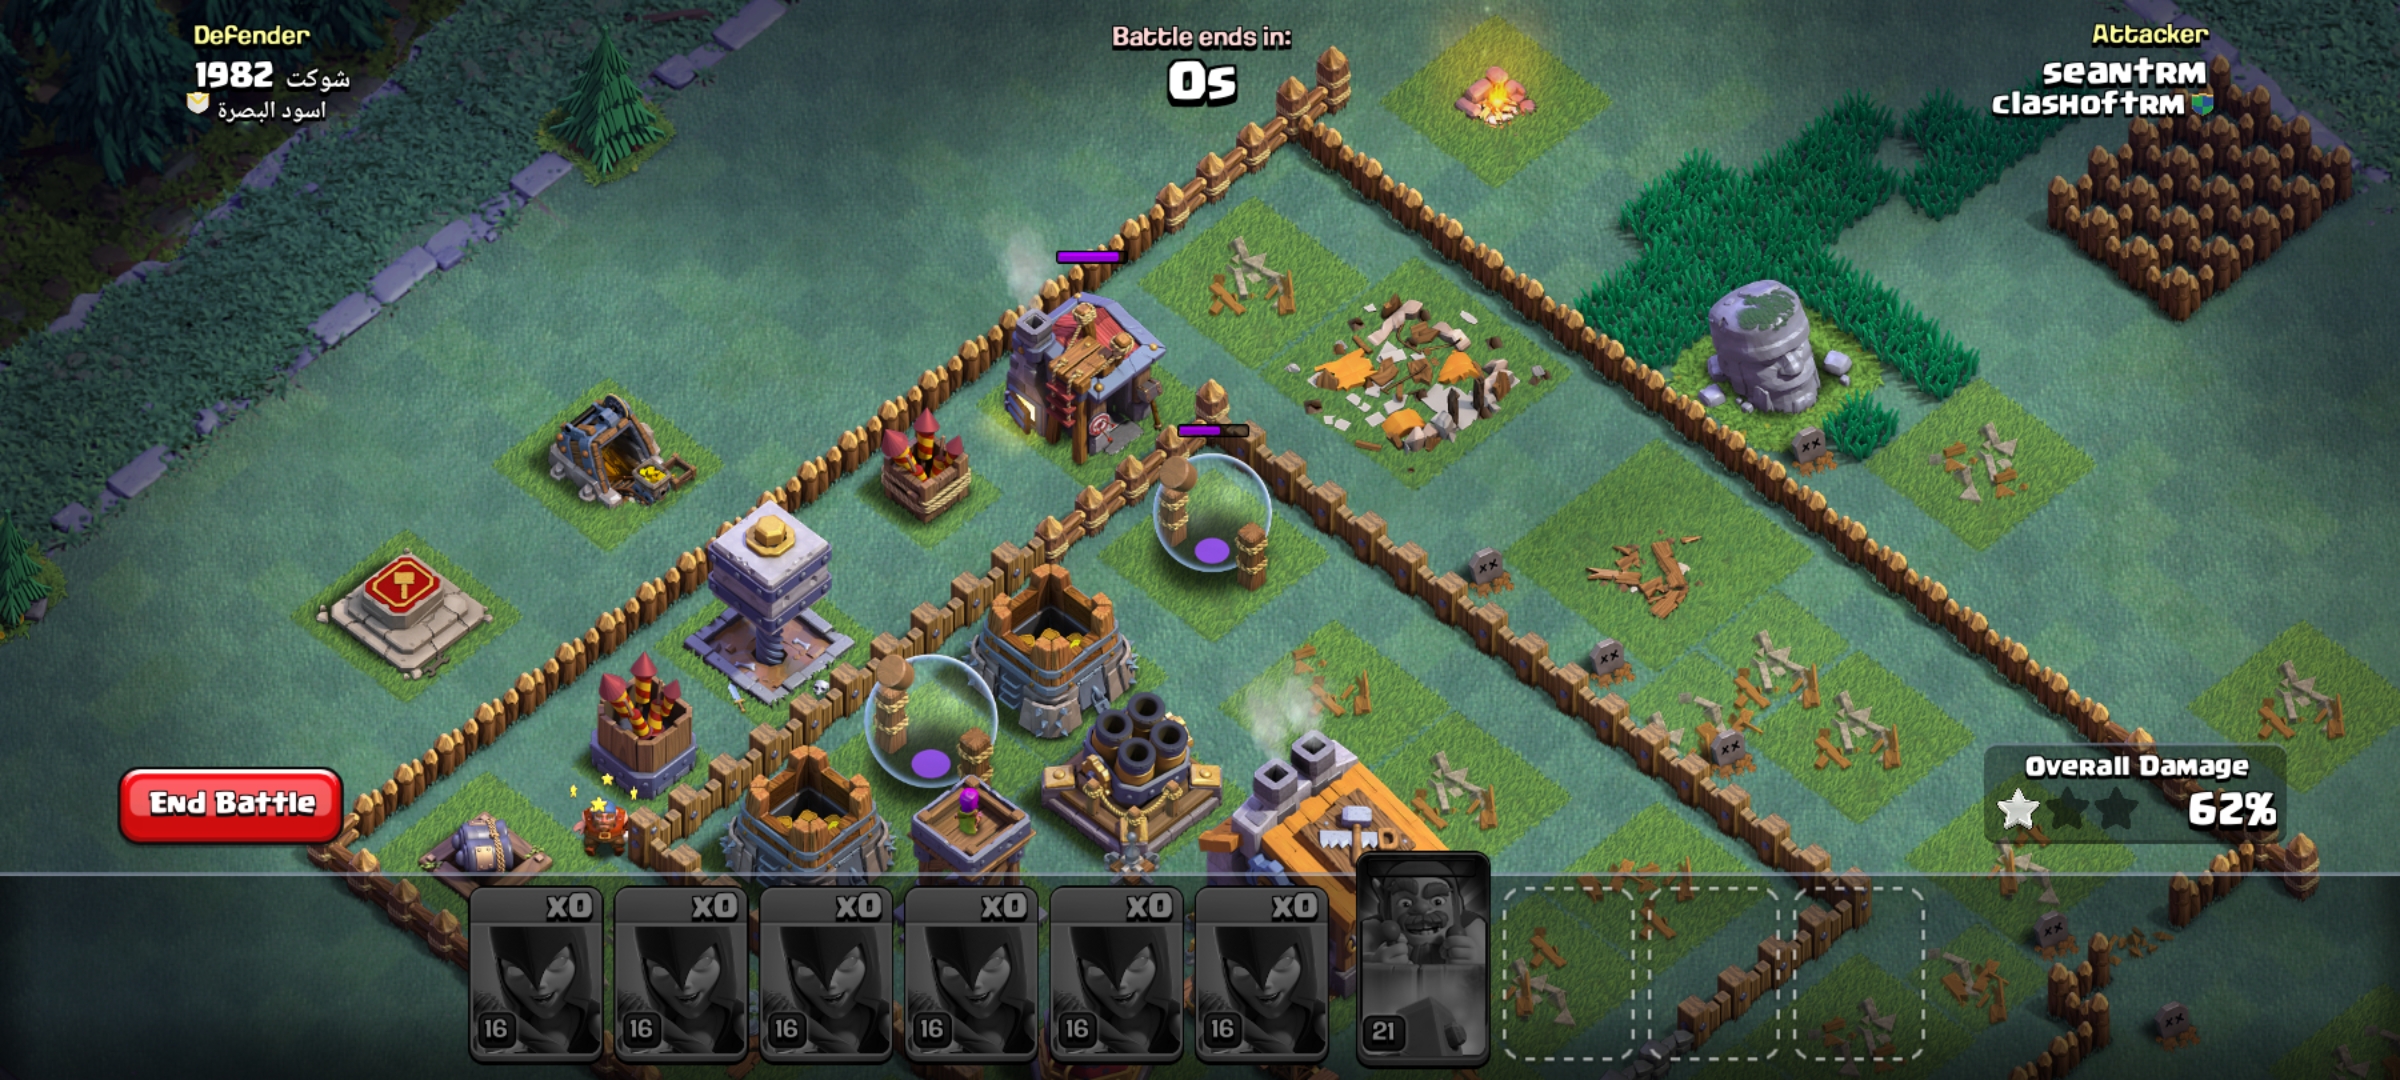 Defender
شوكت 1982
اسود البصرة
Battle ends in:
0s
Attacker
seantRM
clashoftRM
End Battle
Overall Damage
62%
x0
x0
x0
x0
x0
x0
16
16
16
16
16
16
21